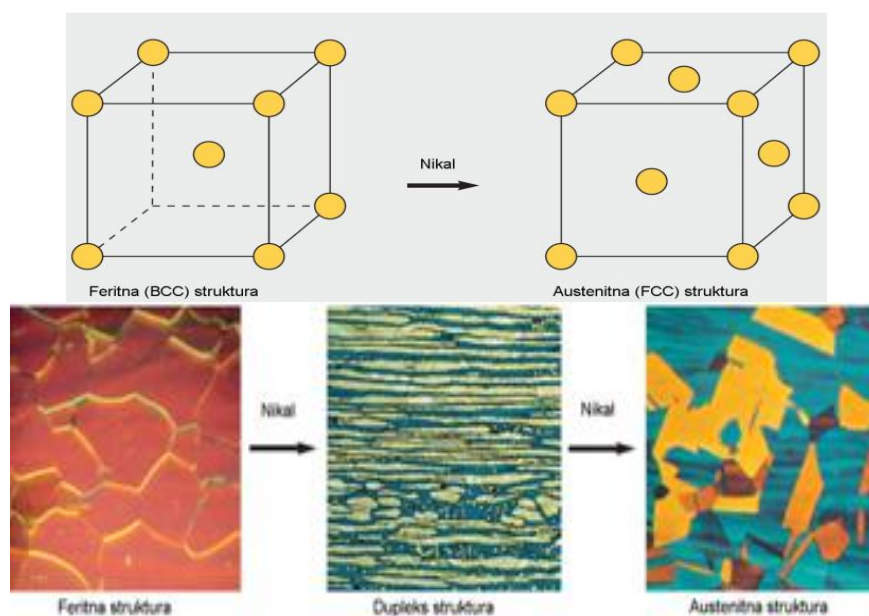 Nikal
Feritna (BCC) struktura
Austenitna (FCC) struktura
Nikal
Nikal
Feritna struktura
Dupleks struktura
Austenitna struktura